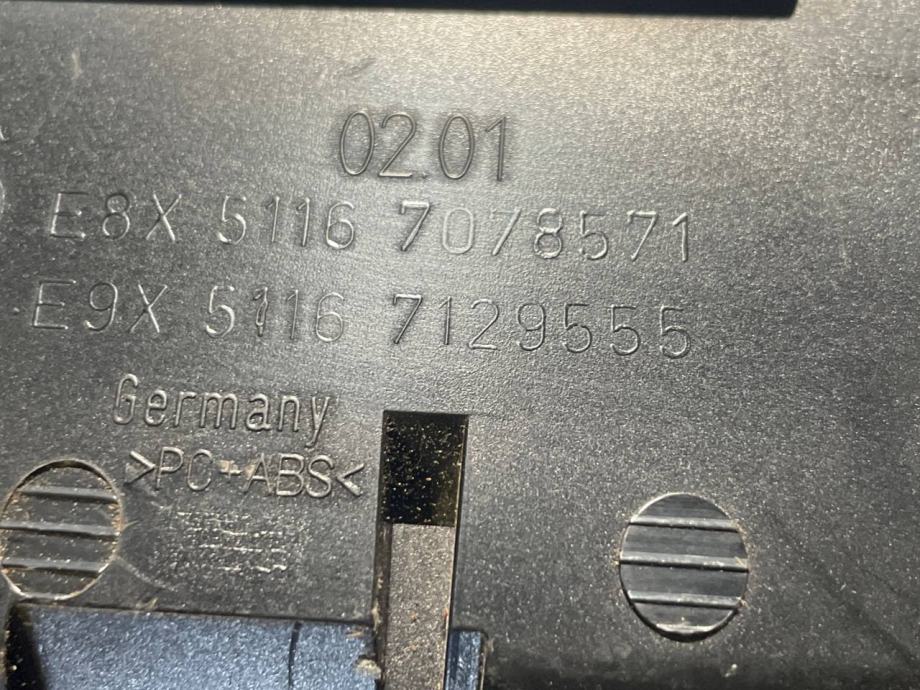 02.01
E8X 5116 7078571
E9X 5116 7129555
Germany
>PC-ABS<